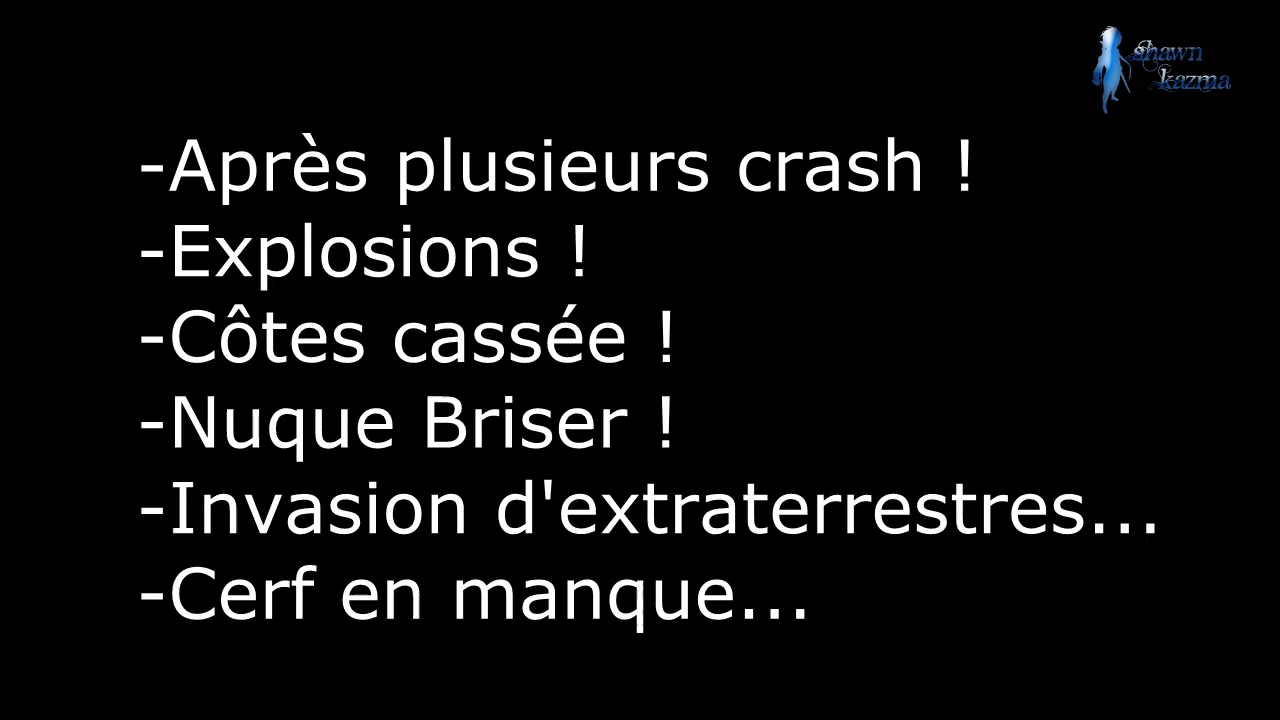 shawn
kazma
-Après plusieurs crash !
-Explosions !
-Côtes cassée !
-Nuque Briser !
-Invasion d'extraterrestres...
-Cerf en manque...